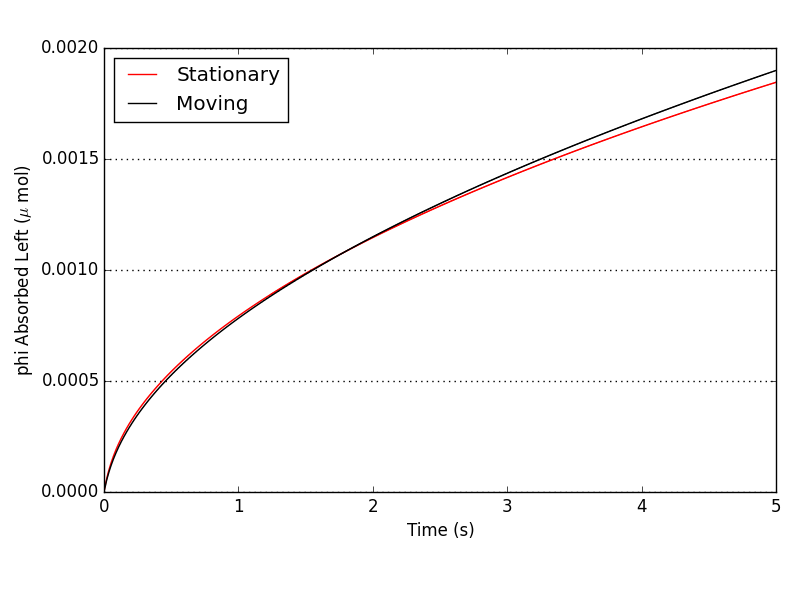 0.0020
Stationary
Moving
0.0015
0.0010
0.0005
0.0000
phi Absorbed Left (μ mol)
0 1 2 3 4 5
Time (s)